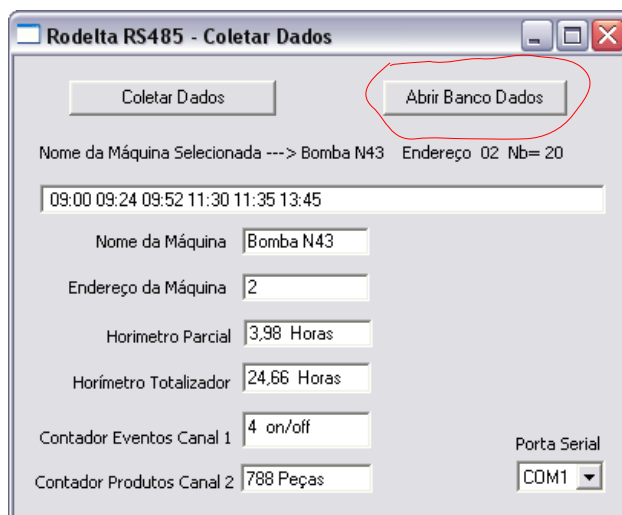 Rodelta RS485 - Coletar Dados
Coletar Dados Abrir Banco Dados
Nome da Máquina Selecionada ---> Bomba N43 Endereço 02 Nb= 20
09:00 09:24 09:52 11:30 11:35 13:45
Nome da Máquina Bomba N43
Endereço da Máquina 2
Horimetro Parcial 3,98 Horas
Horímetro Totalizador 24,66 Horas
Contador Eventos Canal 1 4 on/off
Porta Serial
Contador Produtos Canal 2 788 Peças COM1